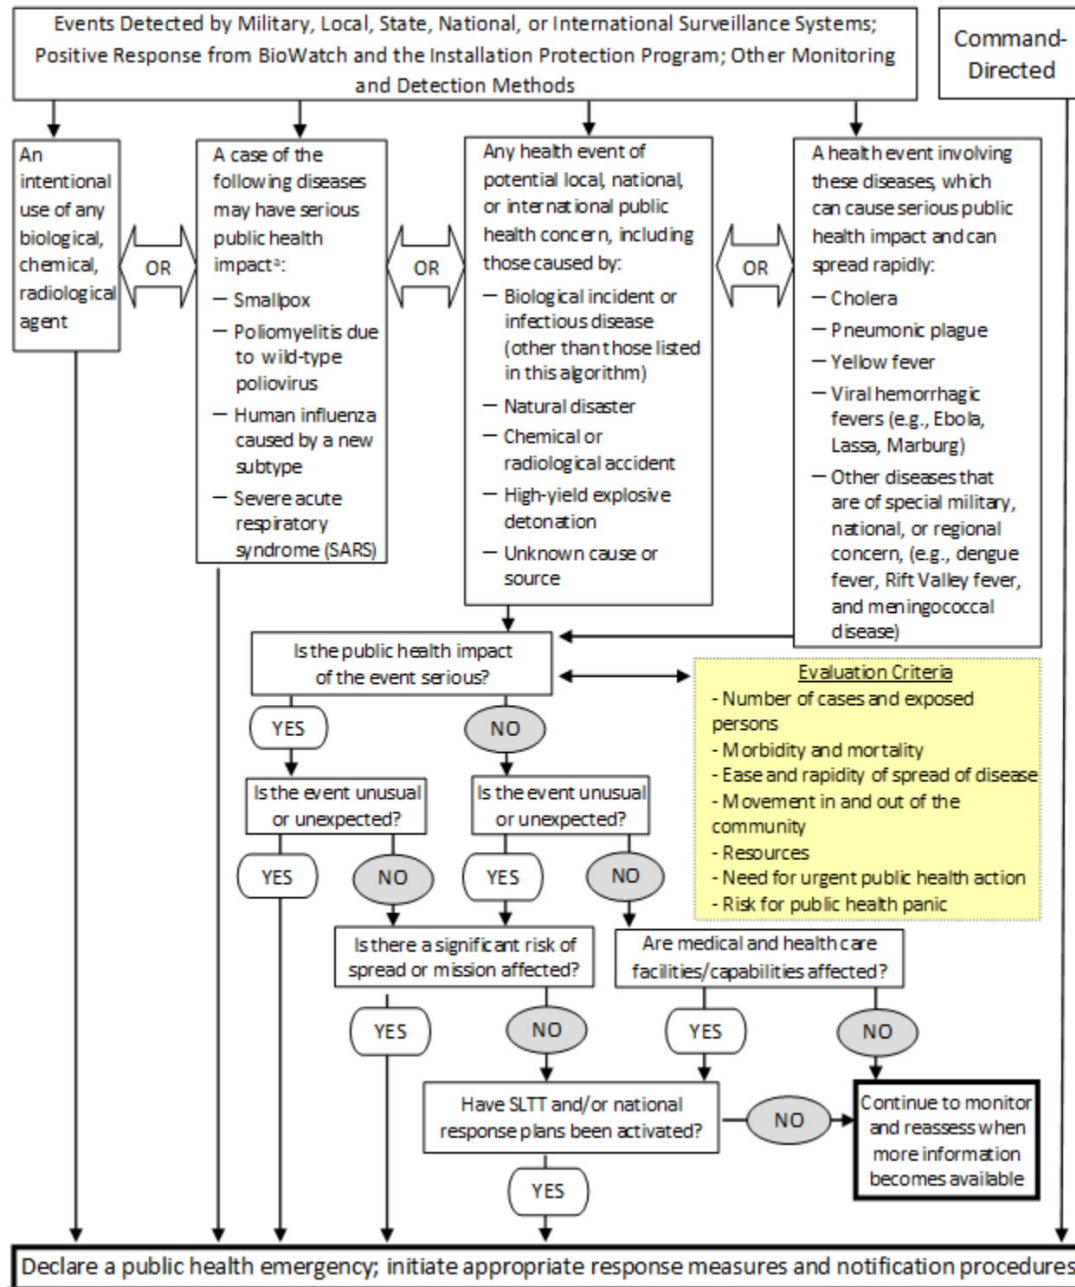 Events Detected by Military, Local, State, National, or International Surveillance Systems;
Positive Response from BioWatch and the Installation Protection Program; Other Monitoring
and Detection Methods
Command-
Directed
An
intentional
use of any
biological,
chemical,
radiological
agent
OR
A case of the
following diseases
may have serious
public health
impactᵃ:
— Smallpox
— Poliomyelitis due
to wild-type
poliovirus
— Human influenza
caused by a new
subtype
— Severe acute
respiratory
syndrome (SARS)
OR
Any health event of
potential local, national,
or international public
health concern, including
those caused by:
— Biological incident or
infectious disease
(other than those listed
in this algorithm)
— Natural disaster
— Chemical or
radiological accident
— High-yield explosive
detonation
— Unknown cause or
source
OR
A health event involving
these diseases, which
can cause serious public
health impact and can
spread rapidly:
— Cholera
— Pneumonic plague
— Yellow fever
— Viral hemorrhagic
fevers (e.g., Ebola,
Lassa, Marburg)
— Other diseases that
are of special military,
national, or regional
concern, (e.g., dengue
fever, Rift Valley fever,
and meningococcal
disease)
Is the public health impact
of the event serious?
Evaluation Criteria
- Number of cases and exposed
persons
- Morbidity and mortality
- Ease and rapidity of spread of disease
- Movement in and out of the
community
- Resources
- Need for urgent public health action
- Risk for public health panic
YES
NO
Is the event unusual
or unexpected?
Is the event unusual
or unexpected?
YES
NO
YES
NO
Is there a significant risk of
spread or mission affected?
Are medical and health care
facilities/capabilities affected?
YES
NO
YES
NO
Have SLTT and/or national
response plans been activated?
NO
Continue to monitor
and reassess when
more information
becomes available
YES
Declare a public health emergency; initiate appropriate response measures and notification procedures